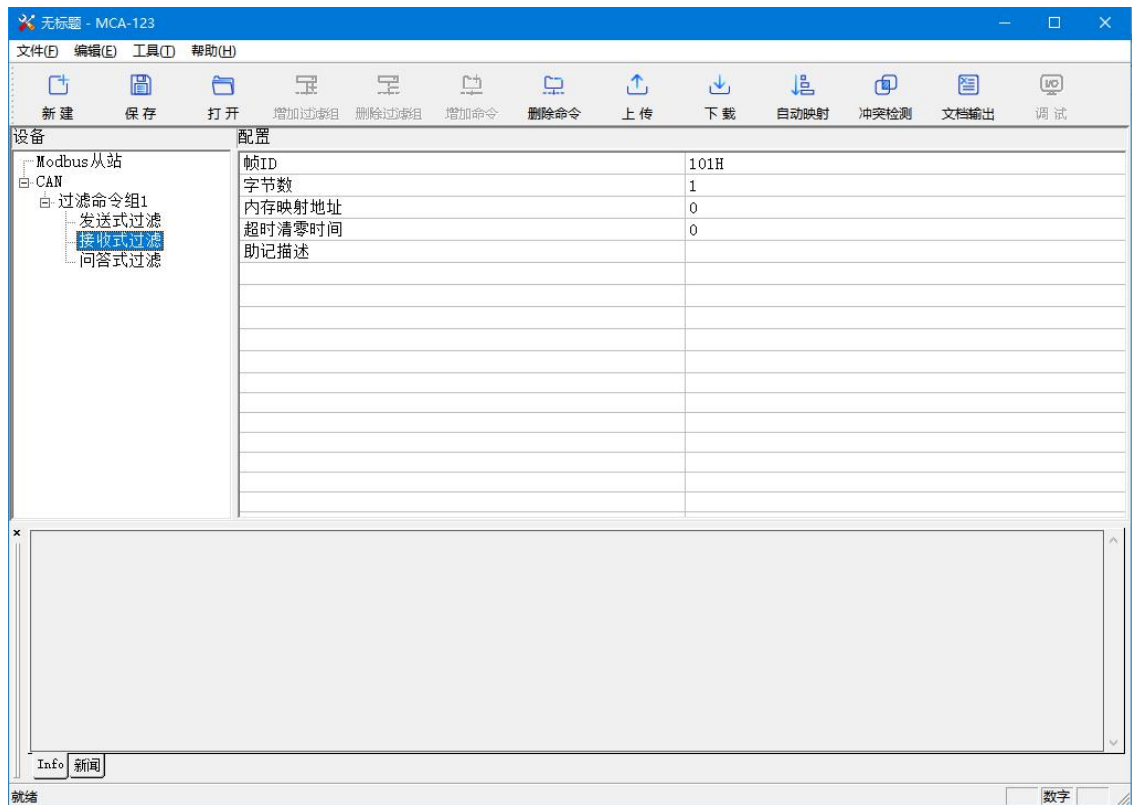 无标题 - MCA-123
文件(F) 编辑(E) 工具(T) 帮助(H)
新建 保存 打开 增加过滤组 删除过滤组 增加命令 删除命令 上传 下载 自动映射 冲突检测 文档输出 调试
设备 配置
Modbus从站
CAN
过滤命令组1
发送式过滤
接收式过滤
问答式过滤
帧ID 101H
字节数 1
内存映射地址 0
超时清零时间 0
助记描述
Info 新闻
就绪 数字